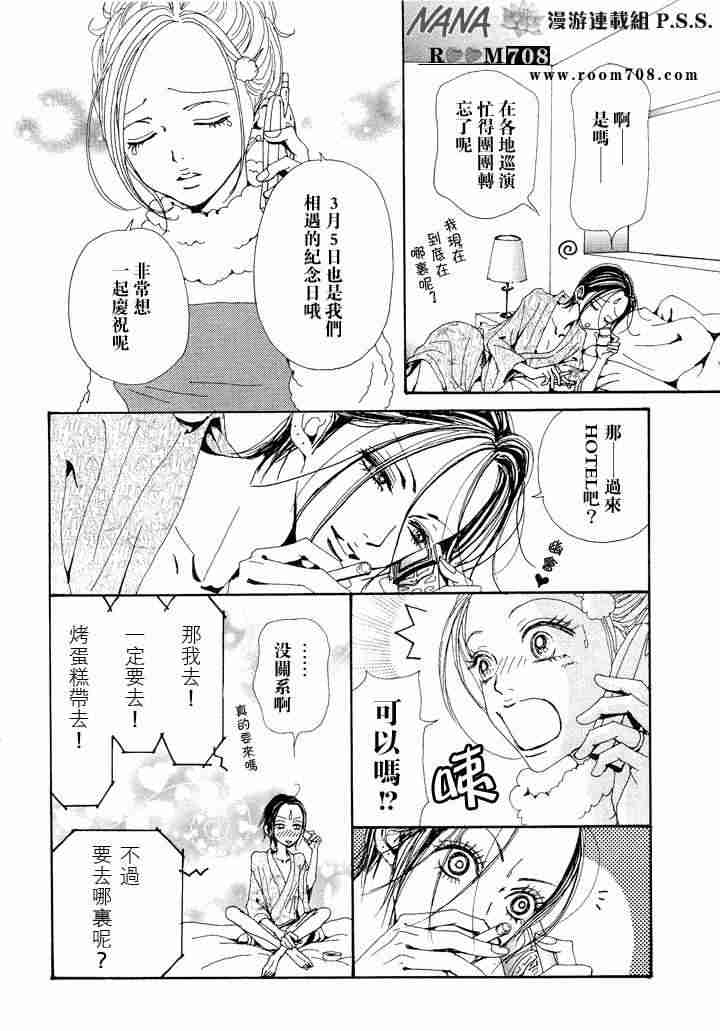 NANA 漫游連載組 P.S.S.
R M 708
www.room708.com
啊——
是嗎——
在各地巡演
忙得團團轉
忘了呢
我現在
到底在
哪裏呢？
3月5日也是我們
相遇的紀念日哦
非常想
一起慶祝呢
那——過來
HOTEL吧？
幽會
可以嗎!?
咦
……
没關系啊
真的要來嗎
那我去！
一定要去！
烤蛋糕帶去！
不過
要去哪裏呢？